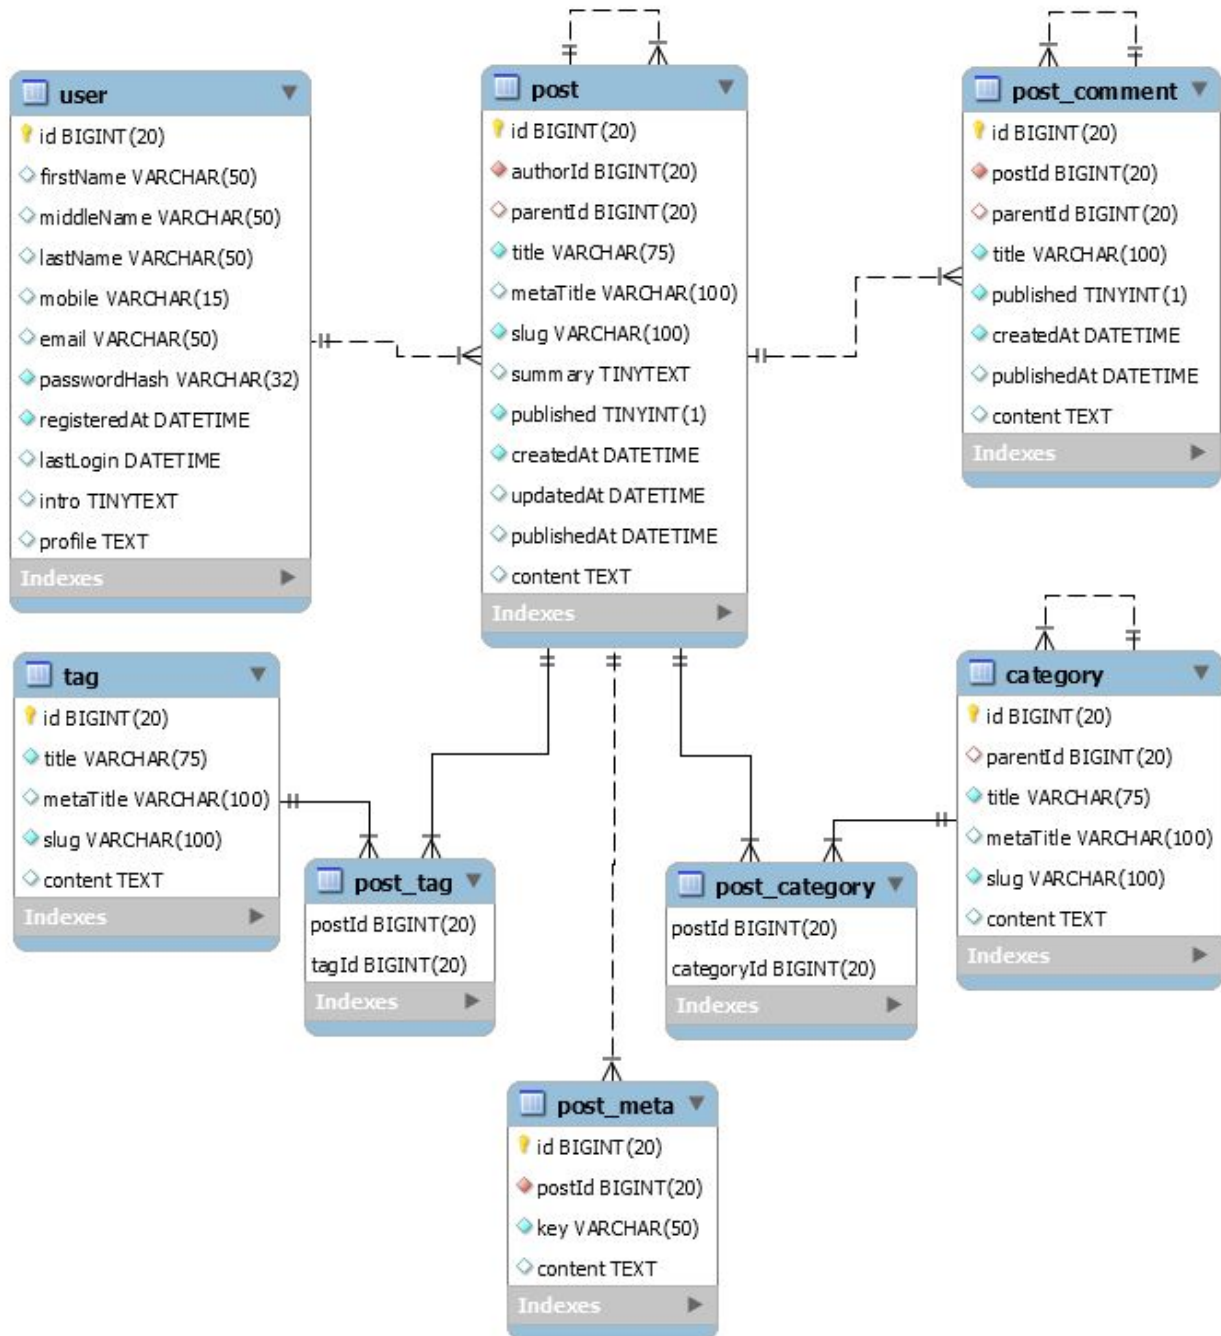 user
id BIGINT(20)
firstName VARCHAR(50)
middleName VARCHAR(50)
lastName VARCHAR(50)
mobile VARCHAR(15)
email VARCHAR(50)
passwordHash VARCHAR(32)
registeredAt DATETIME
lastLogin DATETIME
intro TINYTEXT
profile TEXT
Indexes
post
id BIGINT(20)
authorId BIGINT(20)
parentId BIGINT(20)
title VARCHAR(75)
metaTitle VARCHAR(100)
slug VARCHAR(100)
summary TINYTEXT
published TINYINT(1)
createdAt DATETIME
updatedAt DATETIME
publishedAt DATETIME
content TEXT
Indexes
post_comment
id BIGINT(20)
postId BIGINT(20)
parentId BIGINT(20)
title VARCHAR(100)
published TINYINT(1)
createdAt DATETIME
publishedAt DATETIME
content TEXT
Indexes
tag
id BIGINT(20)
title VARCHAR(75)
metaTitle VARCHAR(100)
slug VARCHAR(100)
content TEXT
Indexes
post_tag
postId BIGINT(20)
tagId BIGINT(20)
Indexes
post_category
postId BIGINT(20)
categoryId BIGINT(20)
Indexes
category
id BIGINT(20)
parentId BIGINT(20)
title VARCHAR(75)
metaTitle VARCHAR(100)
slug VARCHAR(100)
content TEXT
Indexes
post_meta
id BIGINT(20)
postId BIGINT(20)
key VARCHAR(50)
content TEXT
Indexes